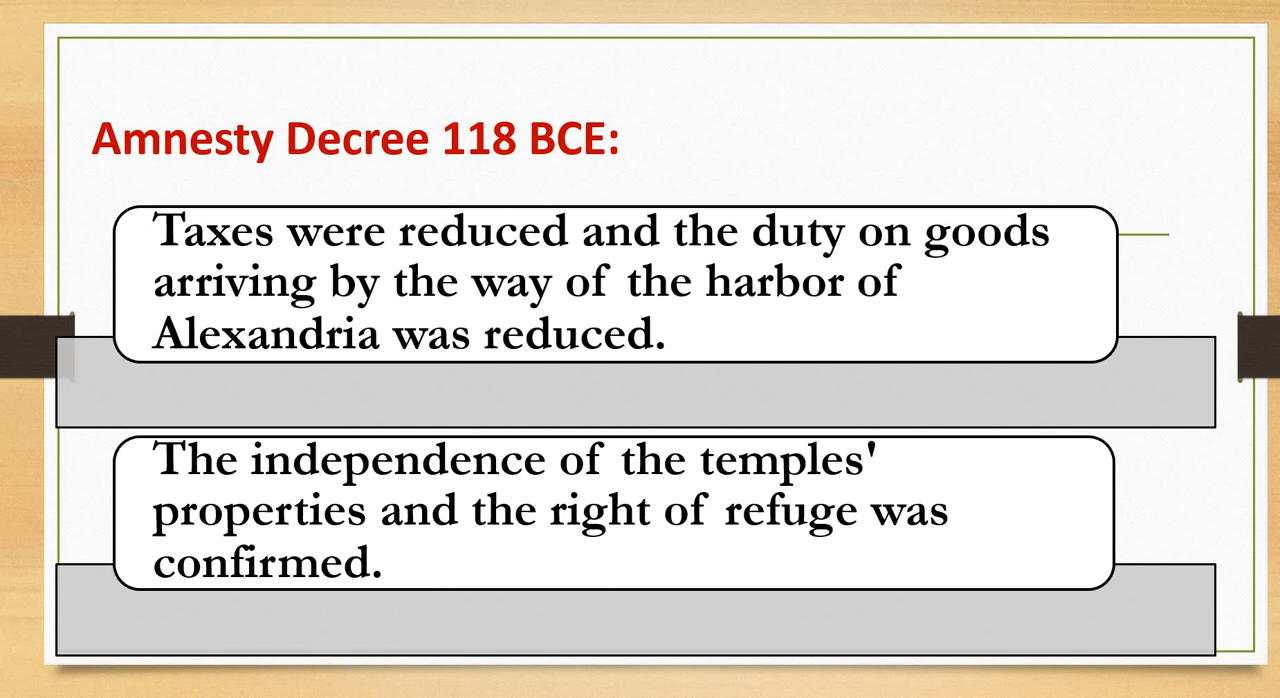 Amnesty Decree 118 BCE:
Taxes were reduced and the duty on goods
arriving by the way of the harbor of
Alexandria was reduced.
The independence of the temples'
properties and the right of refuge was
confirmed.